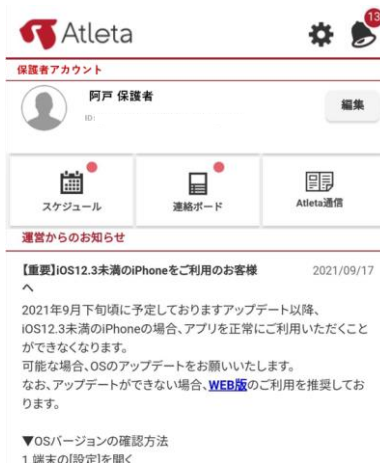 Atleta
13
保護者アカウント
阿戸 保護者
ID:
編集
スケジュール
連絡ボード
Atleta通信
運営からのお知らせ
【重要】iOS12.3未満のiPhoneをご利用のお客様
へ
2021/09/17
2021年9月下旬頃に予定しておりますアップデート以降、
iOS12.3未満のiPhoneの場合、アプリを正常にご利用いただくこと
ができなくなります。
可能な場合、OSのアップデートをお願いいたします。
なお、アップデートができない場合、WEB版のご利用を推奨してお
ります。
▼OSバージョンの確認方法
1.端末の[設定]を開く